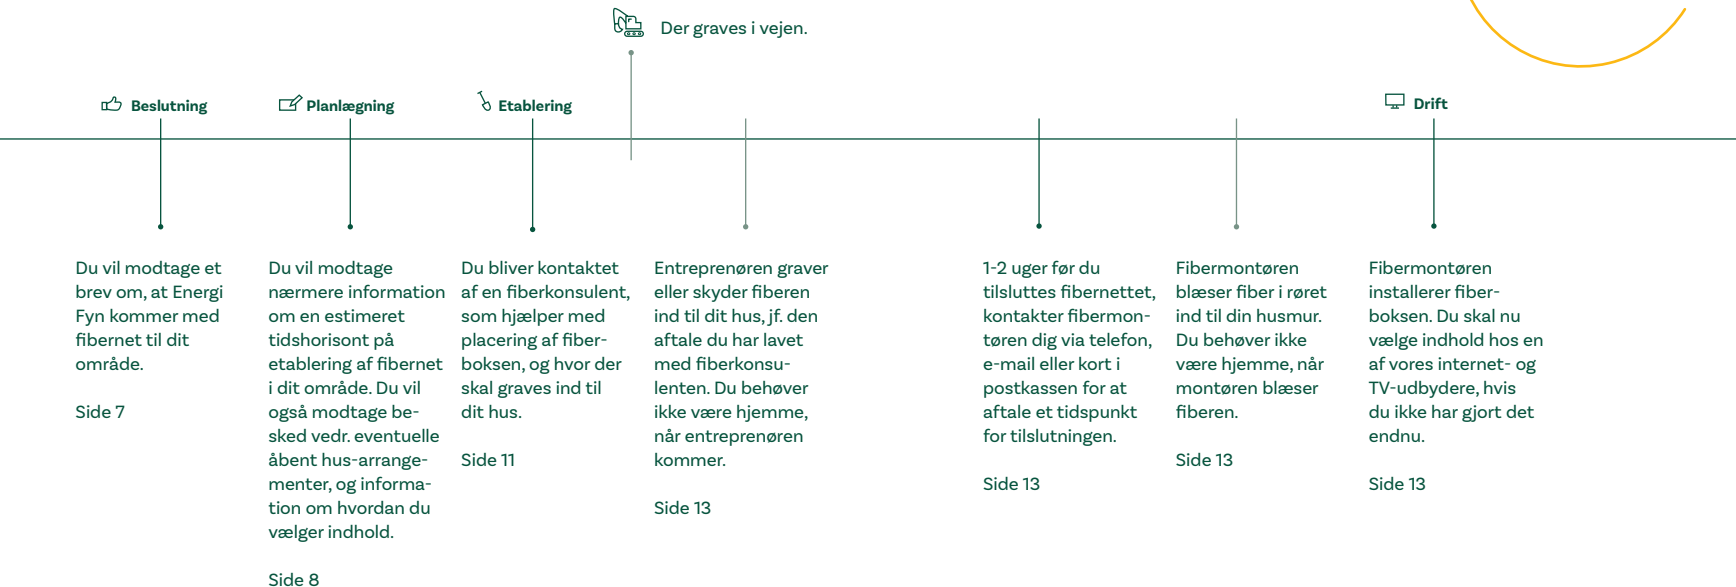 Der graves i vejen.
Beslutning
Planlægning
Etablering
Drift
Du vil modtage et
brev om, at Energi
Fyn kommer med
fibernet til dit
område.
Side 7
Du vil modtage
nærmere information
om en estimeret
tidshorisont på
etablering af fibernet
i dit område. Du vil
også modtage be-
sked vedr. eventuelle
åbent hus-arrange-
menter, og informa-
tion om hvordan du
vælger indhold.
Side 8
Du bliver kontaktet
af en fiberkonsulent,
som hjælper med
placering af fiber-
boksen, og hvor der
skal graves ind til
dit hus.
Side 11
Entreprenøren graver
eller skyder fiberen
ind til dit hus, jf. den
aftale du har lavet
med fiberkonsu-
lenten. Du behøver
ikke være hjemme,
når entreprenøren
kommer.
Side 13
1-2 uger før du
tilsluttes fibernettet,
kontakter fibermon-
tøren dig via telefon,
e-mail eller kort i
postkassen for at
aftale et tidspunkt
for tilslutningen.
Side 13
Fibermontøren
blæser fiber i røret
ind til din husmur.
Du behøver ikke
være hjemme, når
montøren blæser
fiberen.
Side 13
Fibermontøren
installerer fiber-
boksen. Du skal nu
vælge indhold hos en
af vores internet- og
TV-udbydere, hvis
du ikke har gjort det
endnu.
Side 13